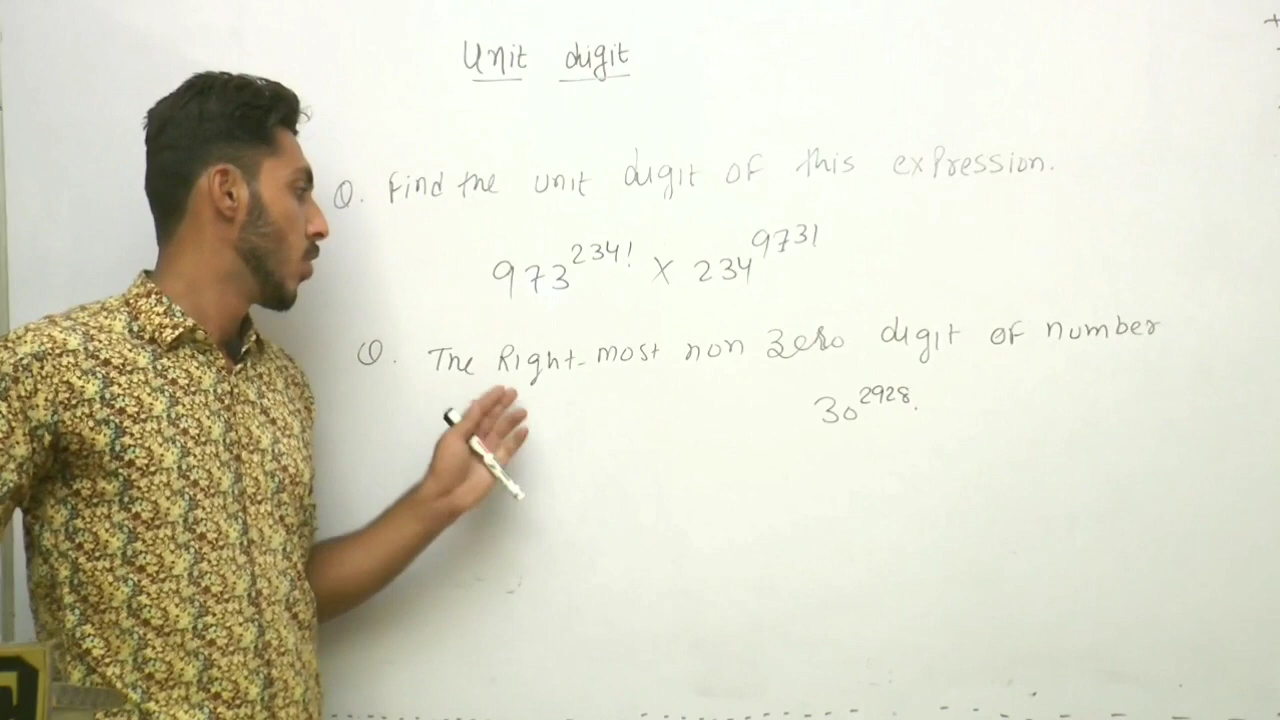 Unit digit
Q. Find the unit digit of this expression.
973^234! × 234^973!
Q. The Right-most non zero digit of number
30^2928.